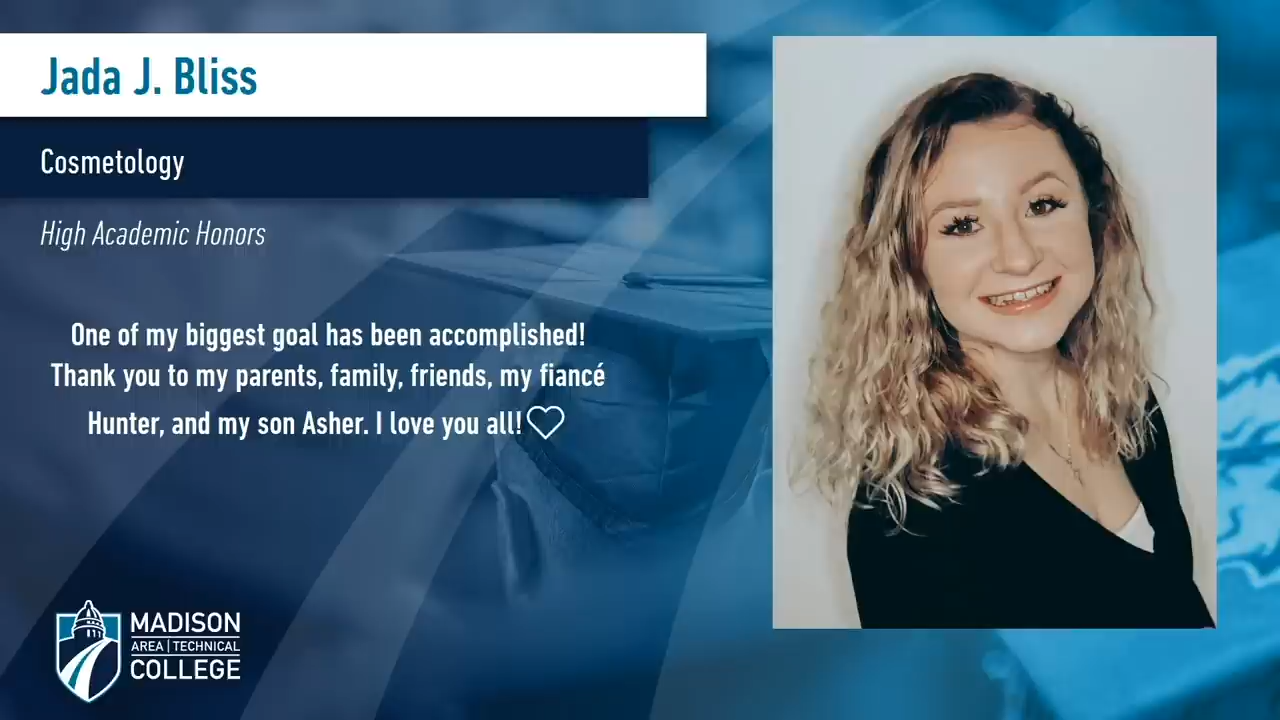 Jada J. Bliss
Cosmetology
High Academic Honors
One of my biggest goal has been accomplished!
Thank you to my parents, family, friends, my fiancé
Hunter, and my son Asher. I love you all!♡
MADISON
AREA | TECHNICAL
COLLEGE